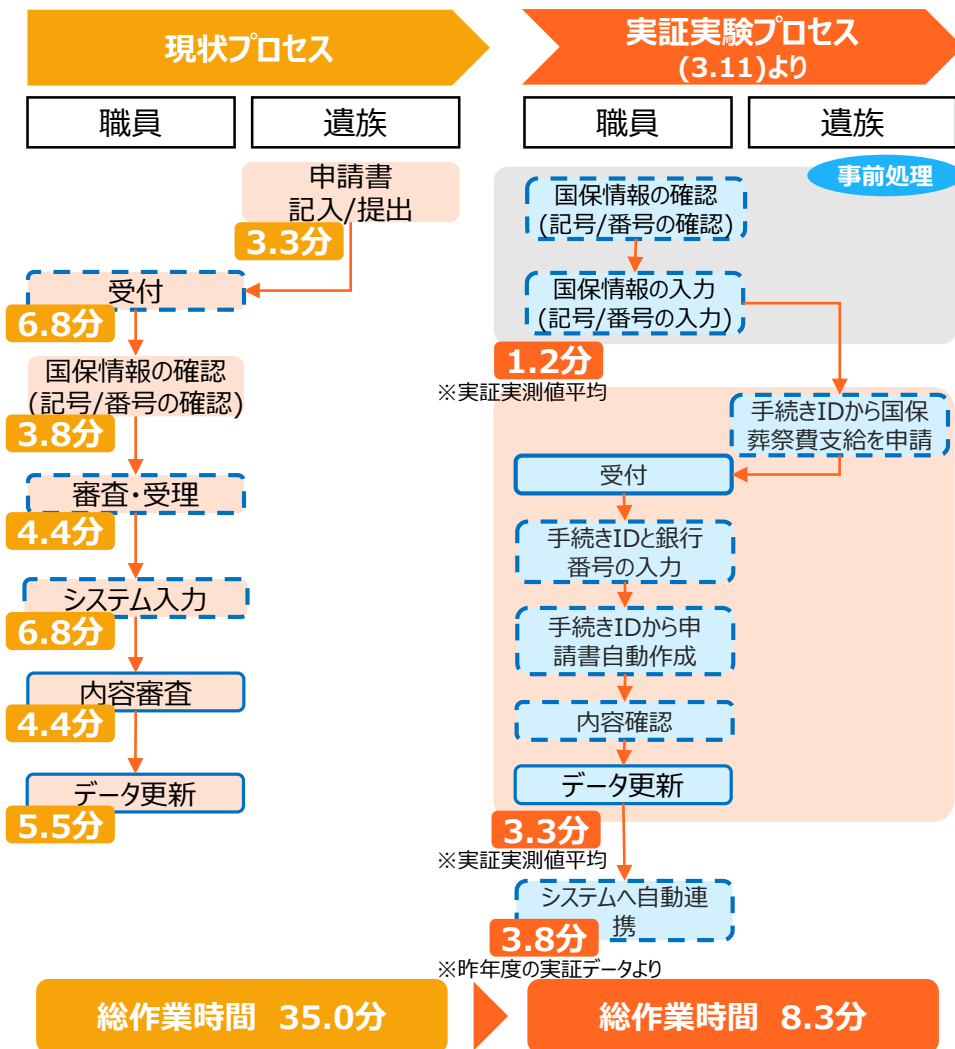 現状プロセス
職員
遺族
申請書
記入/提出
3.3分
受付
6.8分
国保情報の確認
(記号/番号の確認)
3.8分
審査・受理
4.4分
システム入力
6.8分
内容審査
4.4分
データ更新
5.5分
総作業時間 35.0分
実証実験プロセス
(3.11)より
職員
遺族
事前処理
国保情報の確認
(記号/番号の確認)
国保情報の入力
(記号/番号の入力)
1.2分
※実証実測値平均
手続きIDから国保
葬祭費支給を申請
受付
手続きIDと銀行
番号の入力
手続きIDから申
請書自動作成
内容確認
データ更新
3.3分
※実証実測値平均
システムへ自動連
携
3.8分
※昨年度の実証データより
総作業時間 8.3分